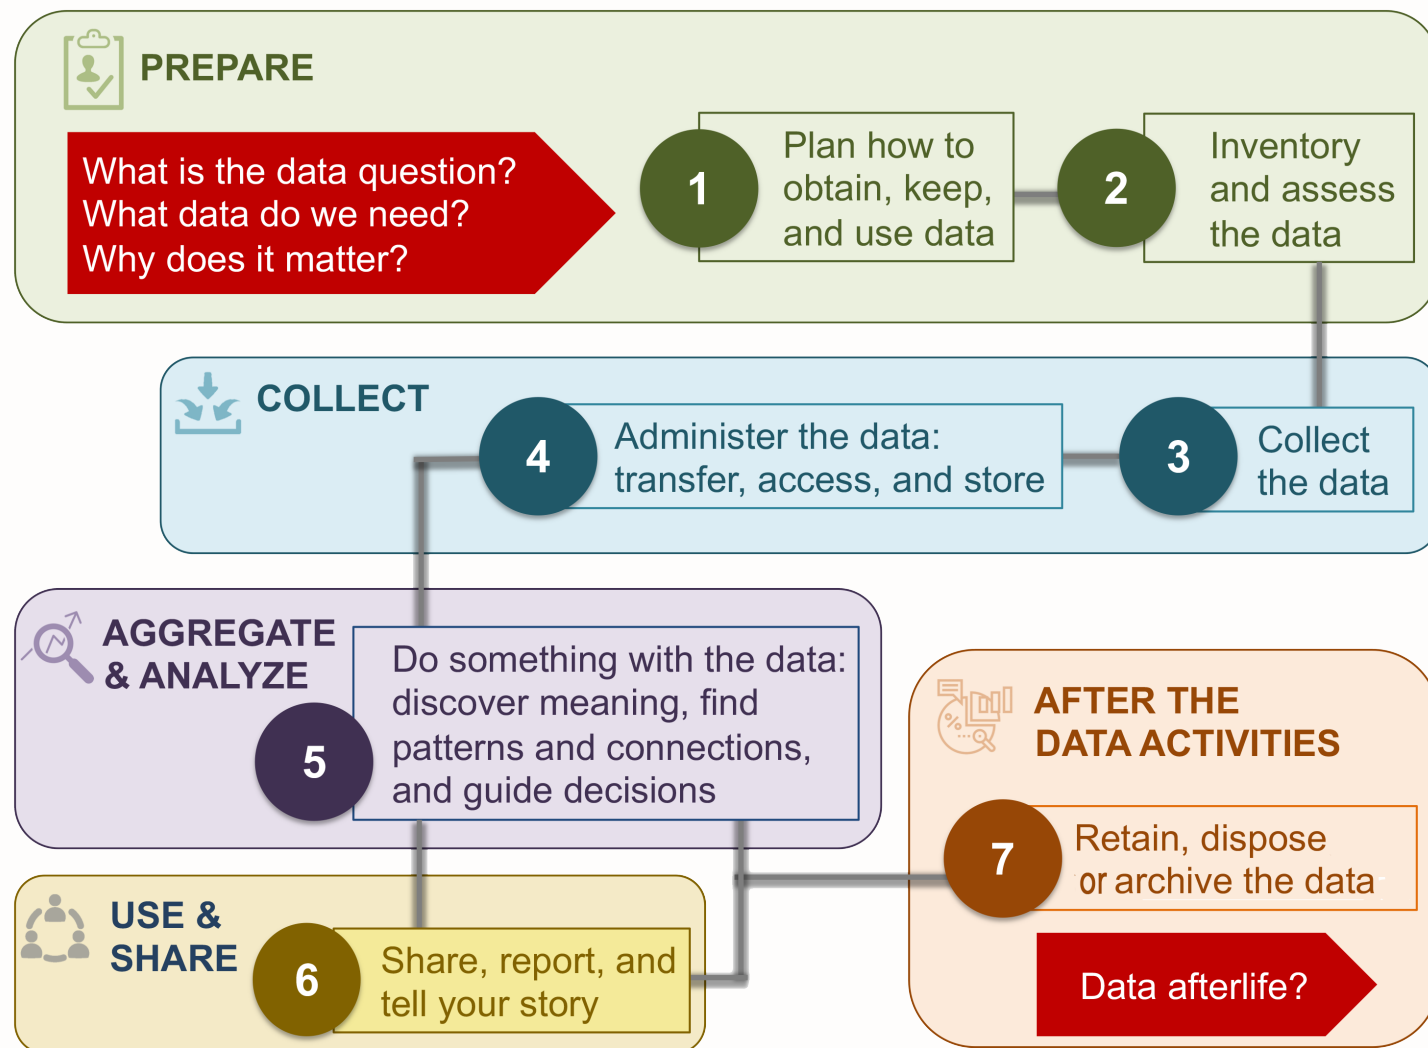 PREPARE
What is the data question?
What data do we need?
Why does it matter?
1
Plan how to
obtain, keep,
and use data
2
Inventory
and assess
the data
COLLECT
4
Administer the data:
transfer, access, and store
3
Collect
the data
AGGREGATE
& ANALYZE
5
Do something with the data:
discover meaning, find
patterns and connections,
and guide decisions
USE &
SHARE
6
Share, report, and
tell your story
AFTER THE
DATA ACTIVITIES
%
7
Retain, dispose
or archive the data
Data afterlife?